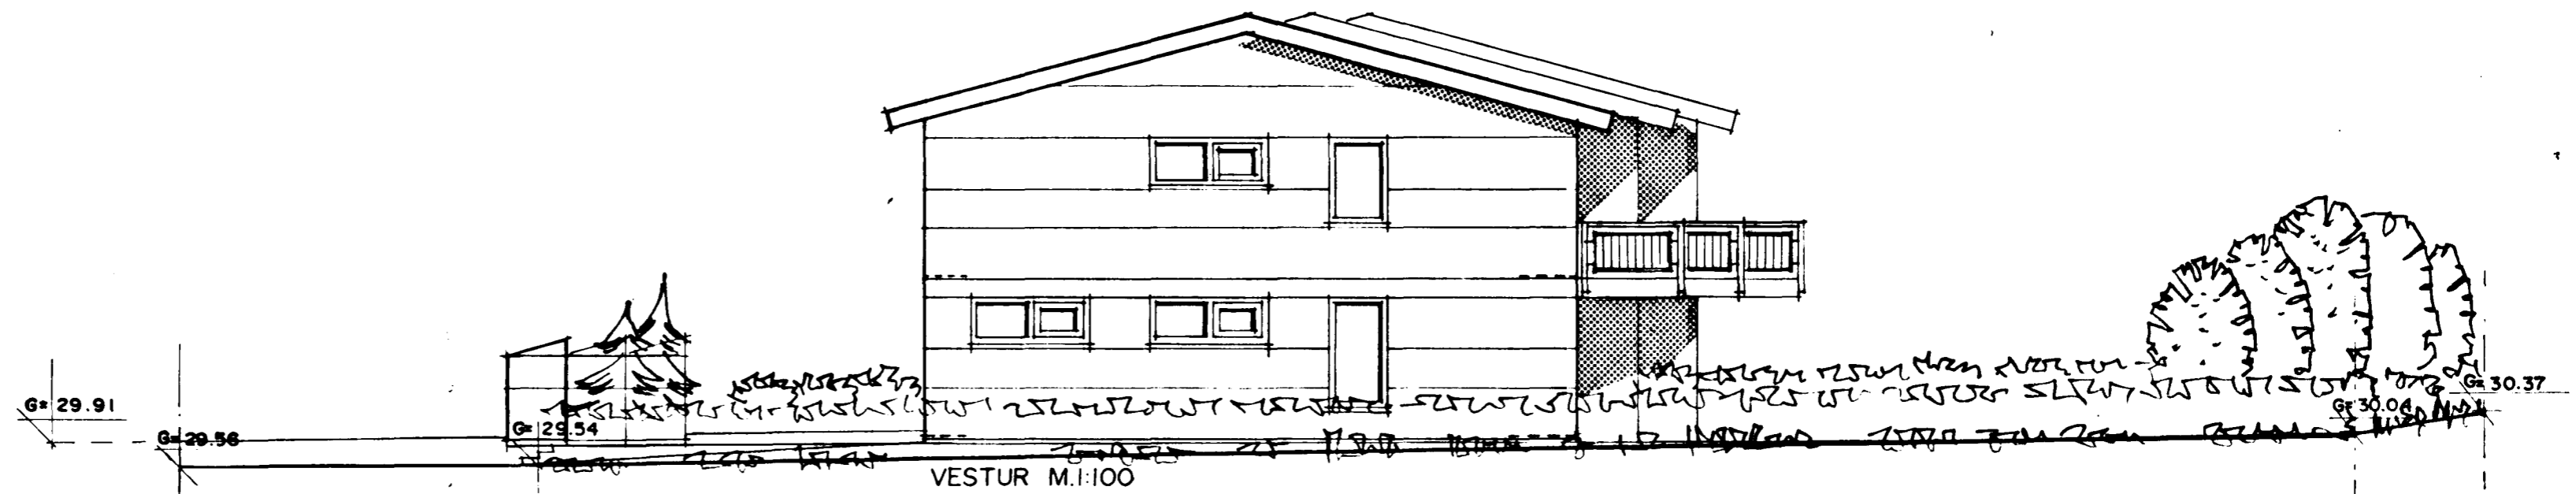 G= 29.91
G= 29.56
G= 29.54
G= 30.37
G= 30.04
VESTUR M.1:100